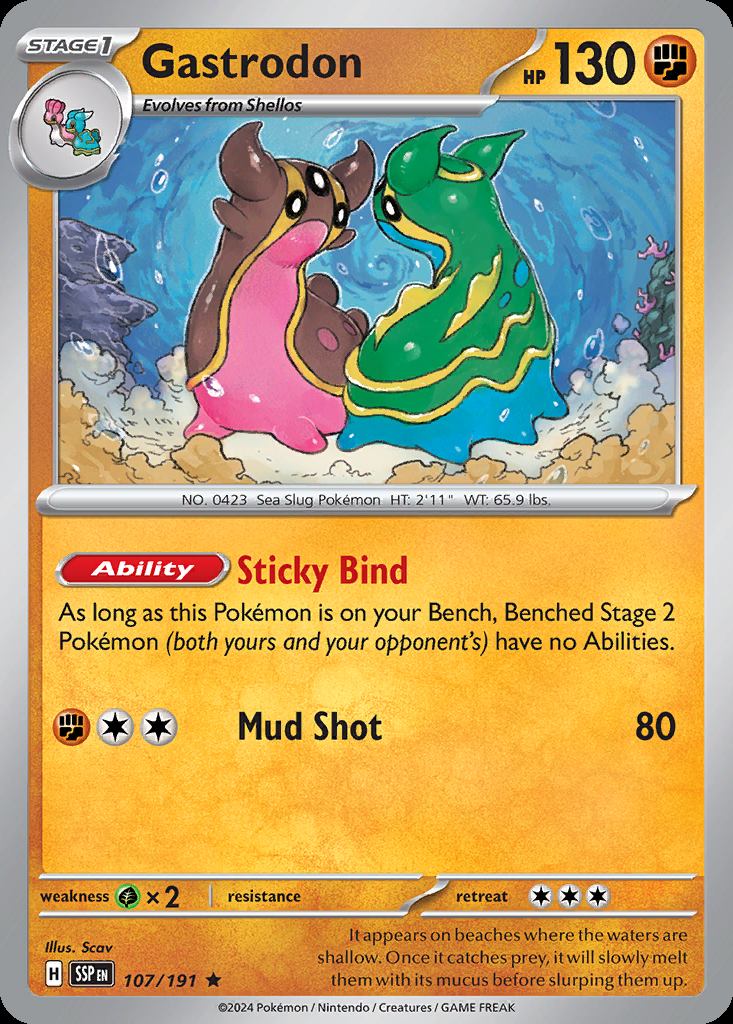 STAGE1
Gastrodon
HP 130
Evolves from Shellos
NO. 0423 Sea Slug Pokémon HT: 2'11" WT: 65.9 lbs.
Ability Sticky Bind
As long as this Pokémon is on your Bench, Benched Stage 2
Pokémon (both yours and your opponent's) have no Abilities.
Mud Shot 80
weakness ×2 resistance retreat
Illus. Scav
It appears on beaches where the waters are
shallow. Once it catches prey, it will slowly melt
them with its mucus before slurping them up.
H SSP EN 107/191
©2024 Pokémon / Nintendo / Creatures / GAME FREAK